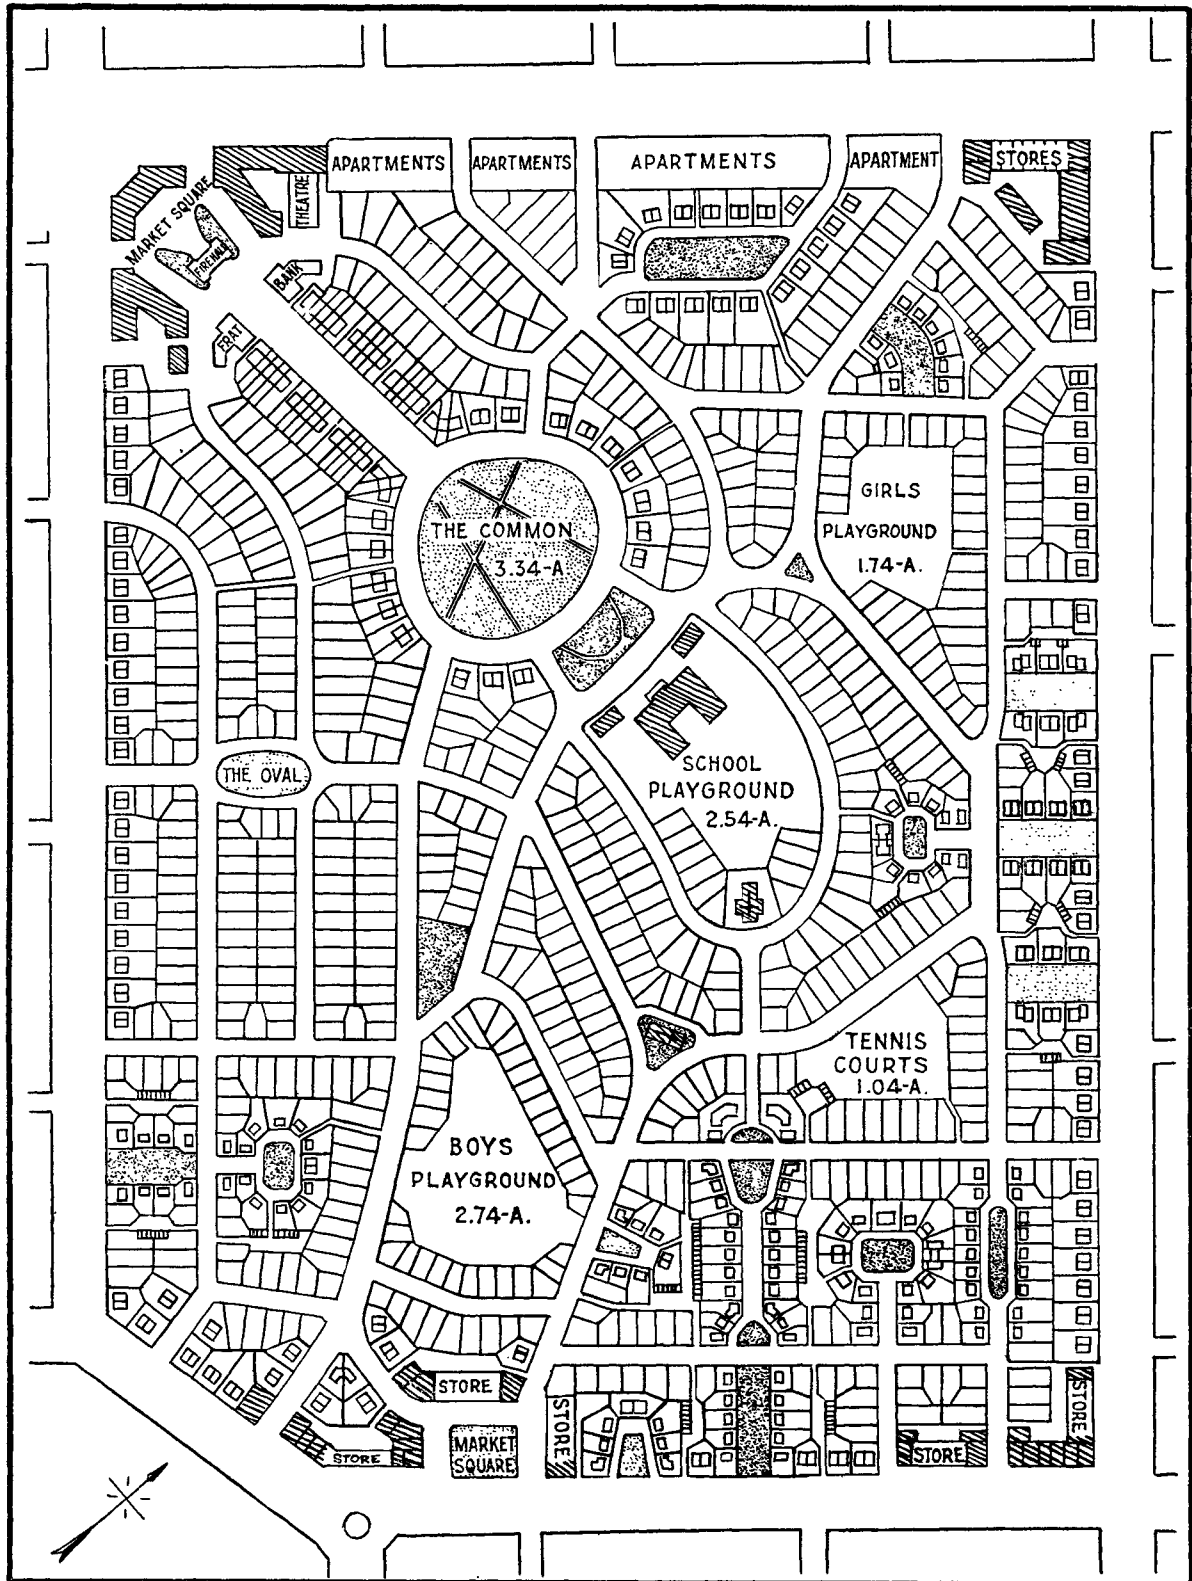 APARTMENTS
APARTMENTS
APARTMENTS
APARTMENT
STORES
THEATRE
MARKET SQUARE
FIREHALL
BANK
FRAT
GIRLS
PLAYGROUND
1.74-A.
THE COMMON
3.34-A
THE OVAL
SCHOOL
PLAYGROUND
2.54-A.
TENNIS
COURTS
1.04-A.
BOYS
PLAYGROUND
2.74-A.
STORE
STORE
STORE
STORE
STORE
MARKET
SQUARE